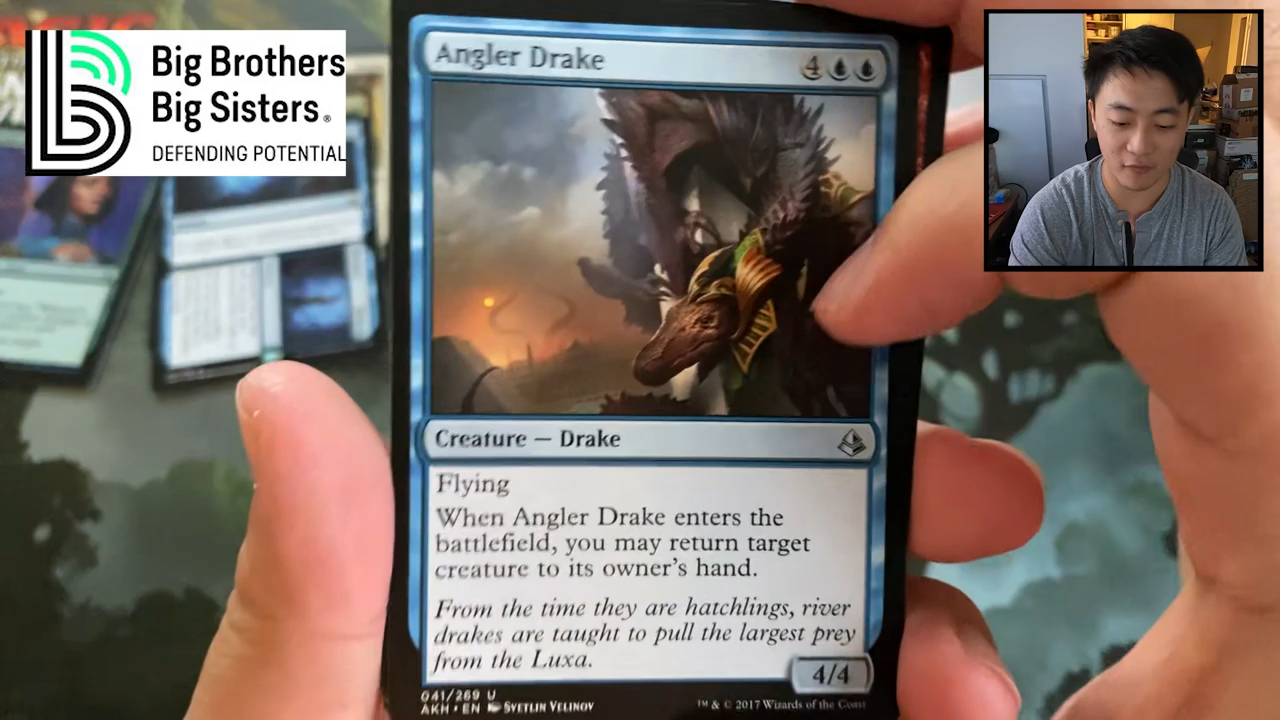 MAGIC
Big Brothers
Big Sisters®
DEFENDING POTENTIAL
Angler Drake
4
Creature — Drake
Flying
When Angler Drake enters the
battlefield, you may return target
creature to its owner's hand.
From the time they are hatchlings, river
drakes are taught to pull the largest prey
from the Luxa.
4/4
041/269 U
AKH • EN Svetlin Velinov
™ & © 2017 Wizards of the Coast